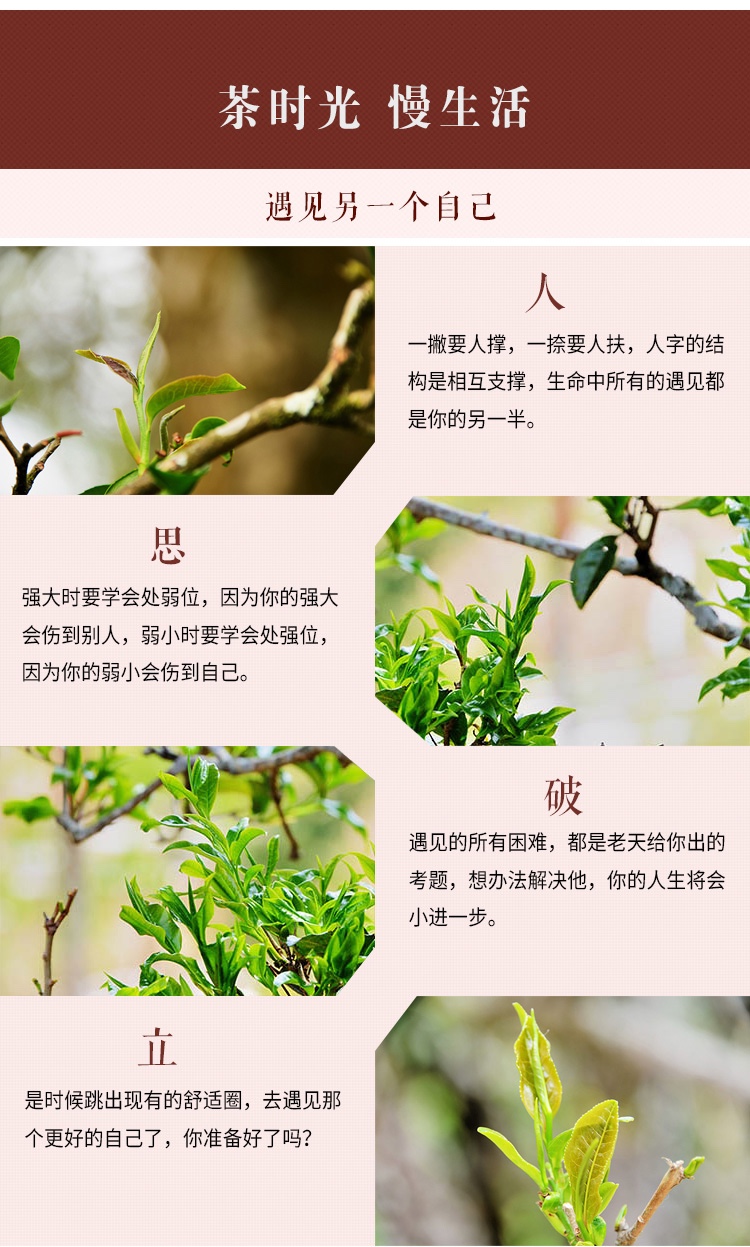 茶时光 慢生活
遇见另一个自己
人
一撇要人撑，一捺要人扶，人字的结
构是相互支撑，生命中所有的遇见都
是你的另一半。
思
强大时要学会处弱位，因为你的强大
会伤到别人，弱小时要学会处强位，
因为你的弱小会伤到自己。
破
遇见的所有困难，都是老天给你出的
考题，想办法解决他，你的人生将会
小进一步。
立
是时候跳出现有的舒适圈，去遇见那
个更好的自己了，你准备好了吗？